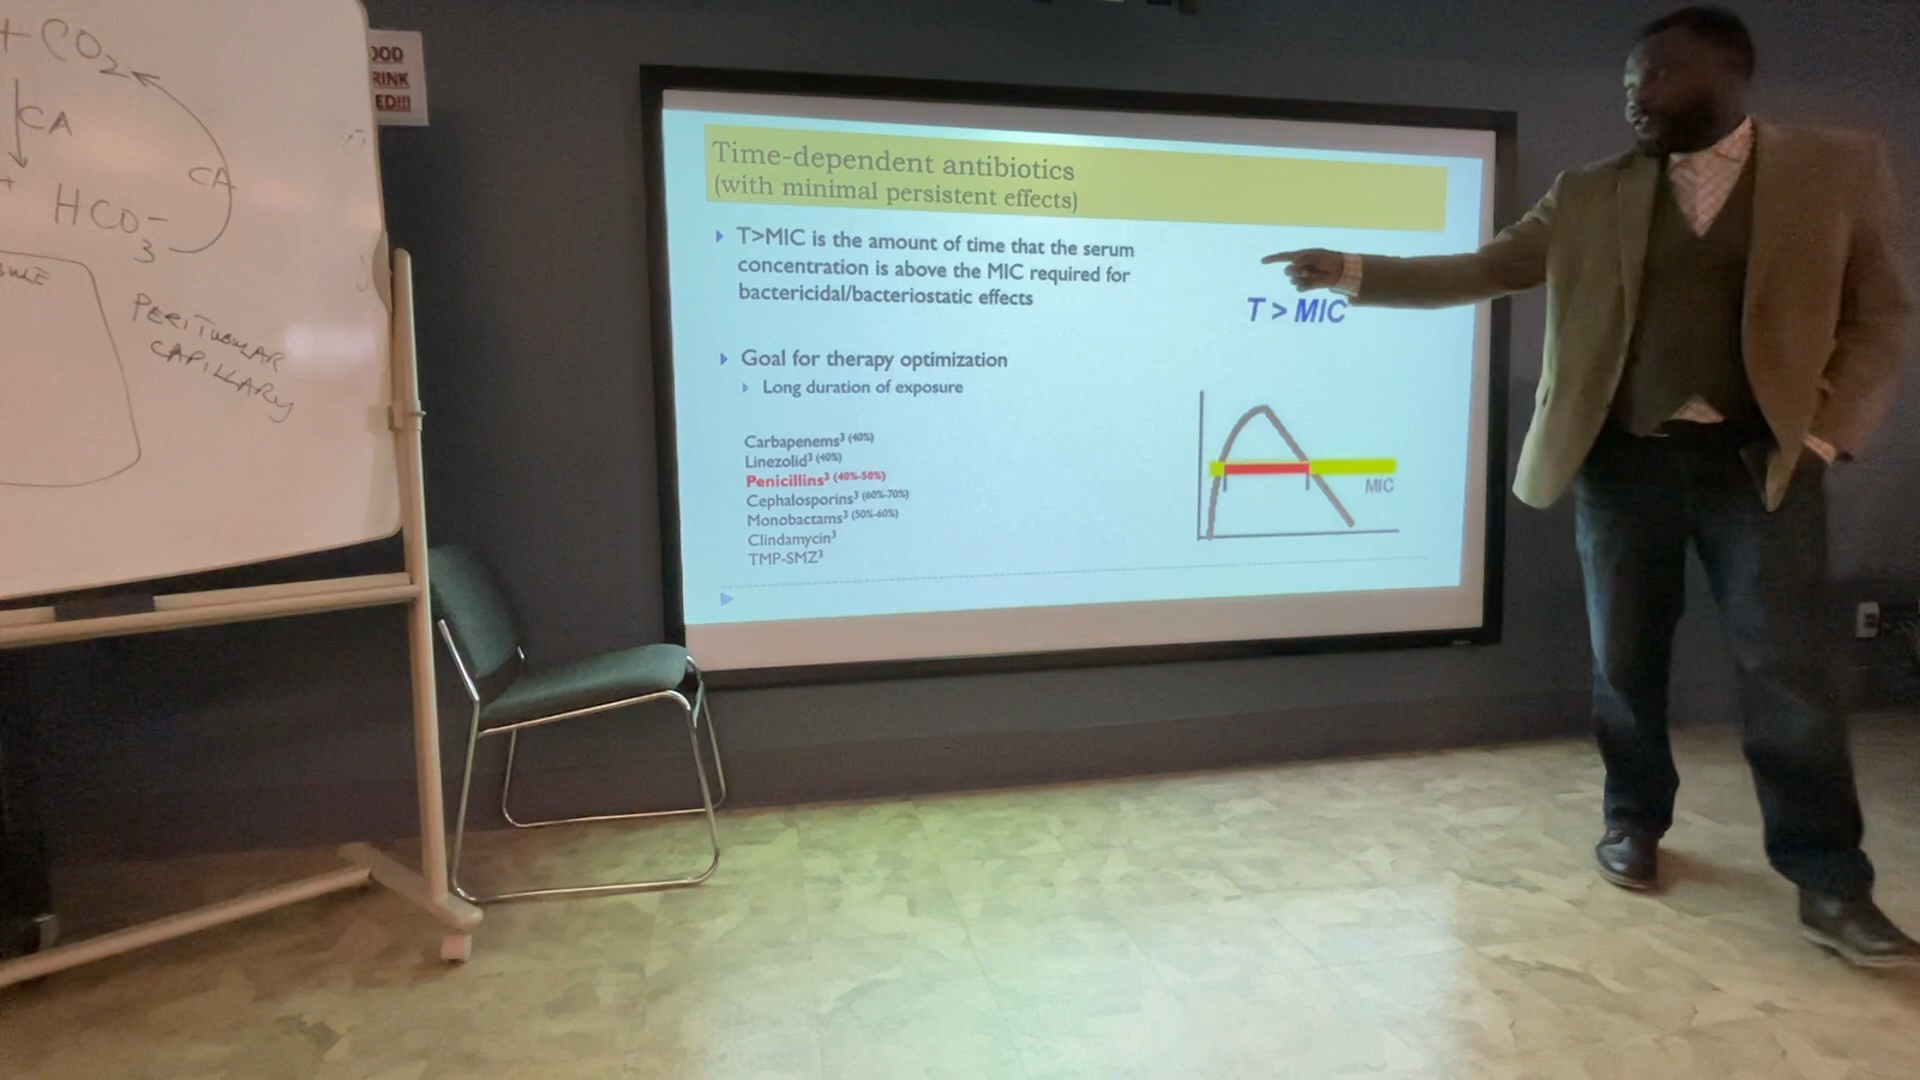 +CO2
CA
CA
+ HCO3-
PERITUBULAR
CAPILLARY
Time-dependent antibiotics
(with minimal persistent effects)
T>MIC is the amount of time that the serum
concentration is above the MIC required for
bactericidal/bacteriostatic effects
Goal for therapy optimization
Long duration of exposure
Carbapenems³ (40%)
Linezolid³ (40%)
Penicillins³ (40%-50%)
Cephalosporins³ (60%-70%)
Monobactams³ (50%-60%)
Clindamycin³
TMP-SMZ³
T > MIC
MIC